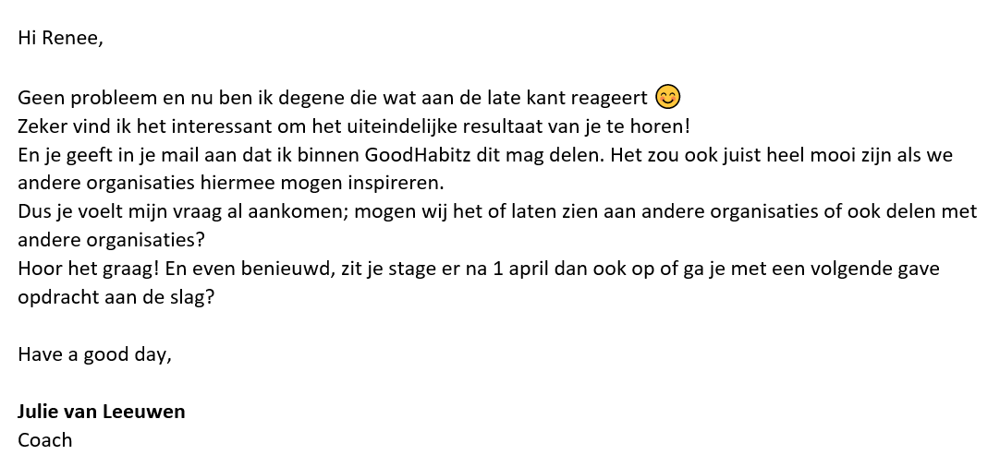 Hi Renee,
Geen probleem en nu ben ik degene die wat aan de late kant reageert 😊
Zeker vind ik het interessant om het uiteindelijke resultaat van je te horen!
En je geeft in je mail aan dat ik binnen GoodHabitz dit mag delen. Het zou ook juist heel mooi zijn als we
andere organisaties hiermee mogen inspireren.
Dus je voelt mijn vraag al aankomen; mogen wij het of laten zien aan andere organisaties of ook delen met
andere organisaties?
Hoor het graag! En even benieuwd, zit je stage er na 1 april dan ook op of ga je met een volgende gave
opdracht aan de slag?
Have a good day,
Julie van Leeuwen
Coach